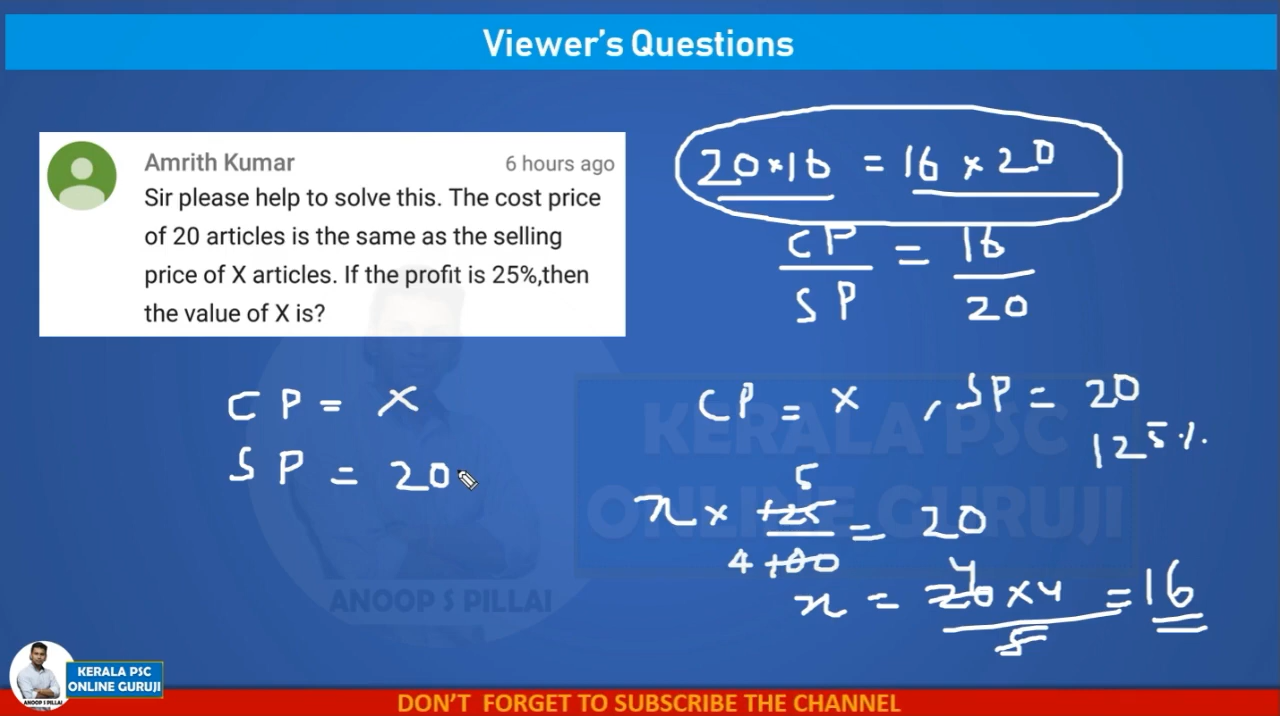 Viewer's Questions
Amrith Kumar 6 hours ago
Sir please help to solve this. The cost price
of 20 articles is the same as the selling
price of X articles. If the profit is 25%,then
the value of X is?
20×16 = 16 × 20
CP/SP = 16/20
CP = X
SP = 20
CP = X , SP = 20
125%
5
x × 125/100 = 20
4
4
x = 20×4/5 = 16
KERALA PSC
ONLINE GURUJI
ANOOP S PILLAI
KERALA PSC
ONLINE GURUJI
ANOOP S PILLAI
DON'T FORGET TO SUBSCRIBE THE CHANNEL